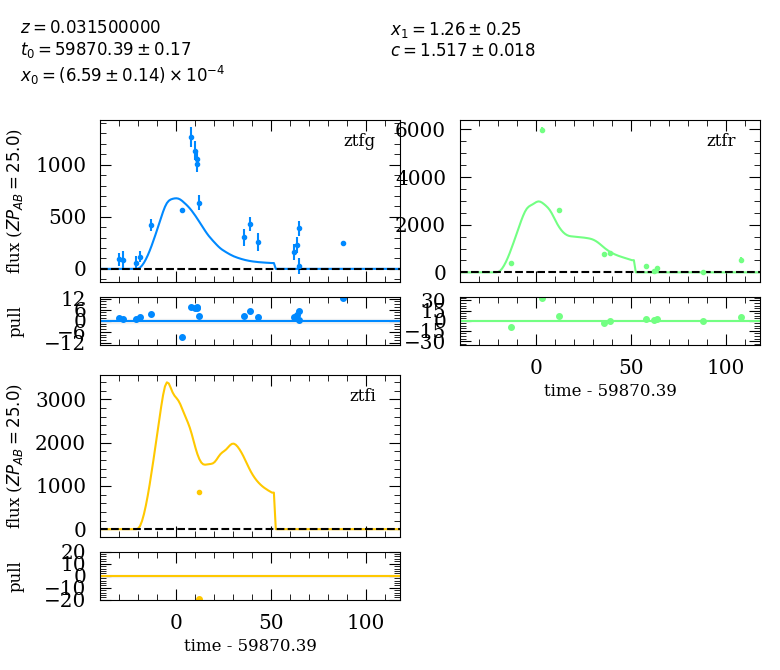 z = 0.031500000
t₀ = 59870.39 ± 0.17
x₀ = (6.59 ± 0.14) × 10⁻⁴
x₁ = 1.26 ± 0.25
c = 1.517 ± 0.018
ztfg
flux (ZP_AB = 25.0)
1000
500
0
pull
12
6
0
−6
−12
ztfr
6000
4000
2000
0
30
15
0
−15
−30
0 50 100
time - 59870.39
ztfi
flux (ZP_AB = 25.0)
3000
2000
1000
0
pull
20
10
0
−10
−20
0 50 100
time - 59870.39